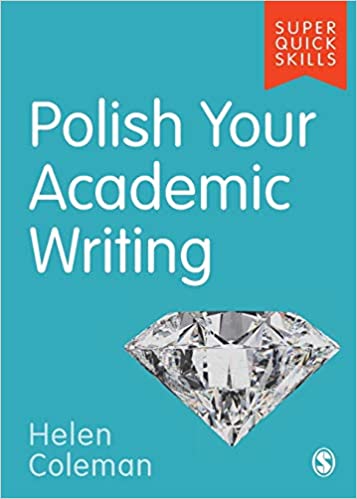 SUPER
QUICK
SKILLS
Polish Your
Academic
Writing
Helen
Coleman